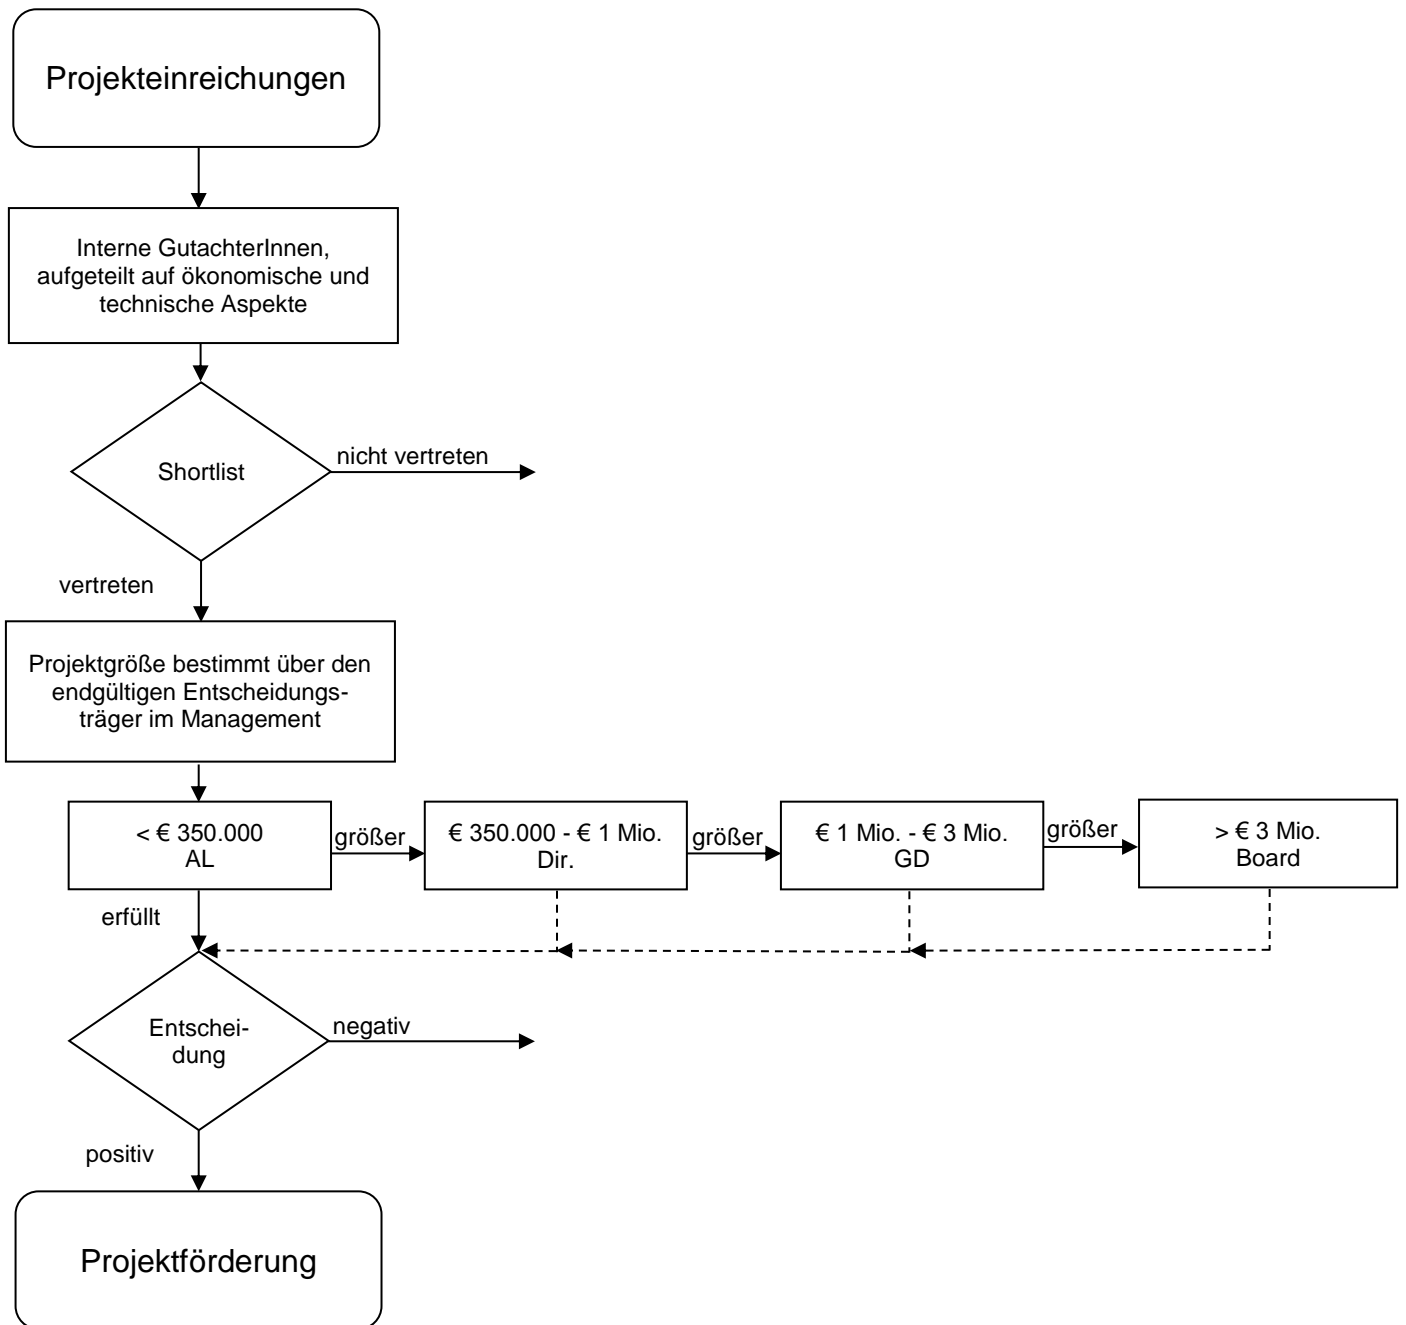 Projekteinreichungen
Interne GutachterInnen,
aufgeteilt auf ökonomische und
technische Aspekte
Shortlist
nicht vertreten
vertreten
Projektgröße bestimmt über den
endgültigen Entscheidungs-
träger im Management
< € 350.000
AL
größer
€ 350.000 - € 1 Mio.
Dir.
größer
€ 1 Mio. - € 3 Mio.
GD
größer
> € 3 Mio.
Board
erfüllt
Entschei-
dung
negativ
positiv
Projektförderung